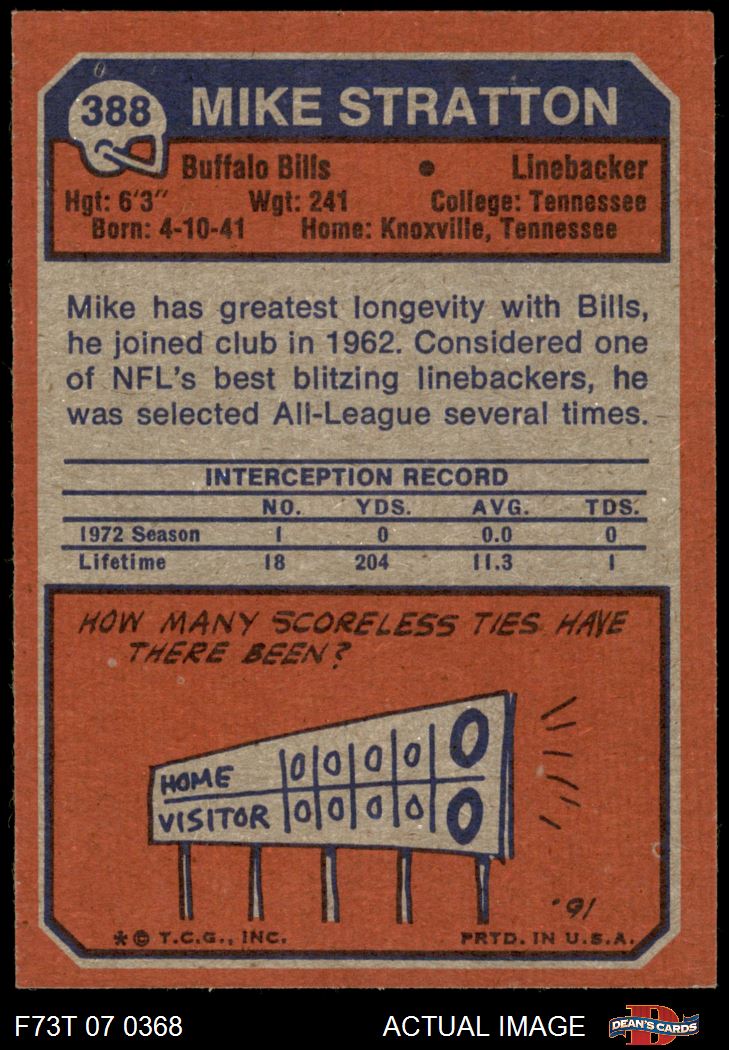 388 MIKE STRATTON
Buffalo Bills • Linebacker
Hgt: 6'3" Wgt: 241 College: Tennessee
Born: 4-10-41 Home: Knoxville, Tennessee
Mike has greatest longevity with Bills,
he joined club in 1962. Considered one
of NFL's best blitzing linebackers, he
was selected All-League several times.
INTERCEPTION RECORD
NO. YDS. AVG. TDS.
1972 Season 1 0 0.0 0
Lifetime 18 204 11.3 1
HOW MANY SCORELESS TIES HAVE
THERE BEEN?
HOME 0 0 0 0 0
VISITOR 0 0 0 0 0
'91
* © T.C.G., INC. PRTD. IN U.S.A.
F73T 07 0368 ACTUAL IMAGE D DEAN'S CARDS